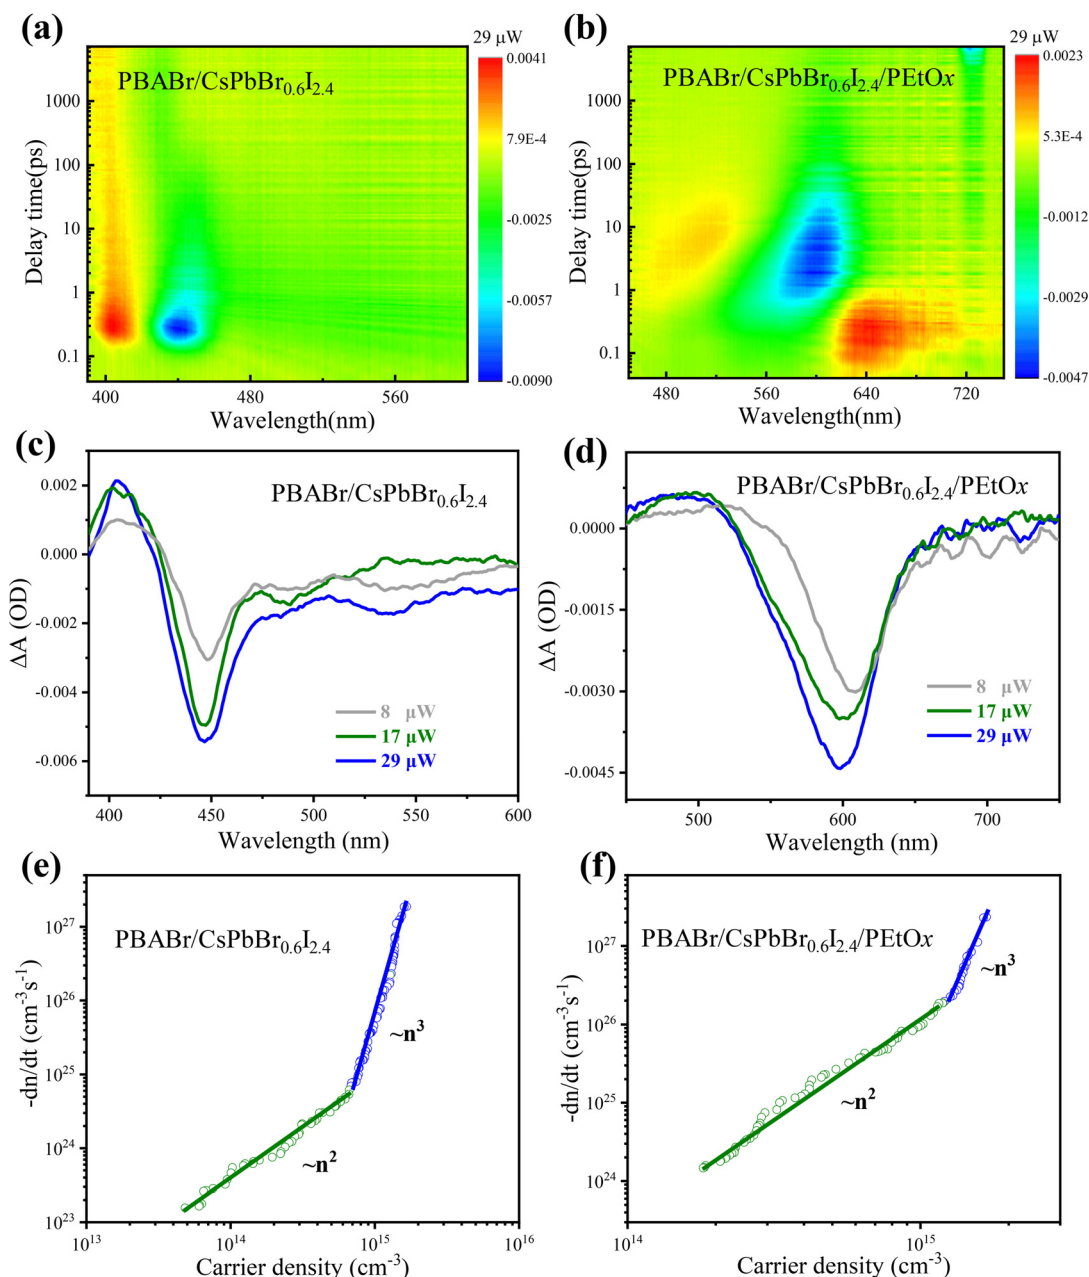 (a)
29 μW
PBABr/CsPbBr0.6I2.4
0.0041
7.9E-4
-0.0025
-0.0057
-0.0090
Delay time(ps)
1000
100
10
1
0.1
400
480
560
Wavelength(nm)
(b)
29 μW
PBABr/CsPbBr0.6I2.4/PEtOx
0.0023
5.3E-4
-0.0012
-0.0029
-0.0047
Delay time(ps)
1000
100
10
1
0.1
480
560
640
720
Wavelength(nm)
(c)
PBABr/CsPbBr0.6I2.4
ΔA (OD)
0.002
0.000
-0.002
-0.004
-0.006
8 μW
17 μW
29 μW
400
450
500
550
600
Wavelength (nm)
(d)
PBABr/CsPbBr0.6I2.4/PEtOx
ΔA (OD)
0.0000
-0.0015
-0.0030
-0.0045
8 μW
17 μW
29 μW
500
600
700
Wavelength (nm)
(e)
PBABr/CsPbBr0.6I2.4
-dn/dt (cm-3s-1)
10^27
10^26
10^25
10^24
10^23
~n^3
~n^2
10^13
10^14
10^15
10^16
Carrier density (cm-3)
(f)
PBABr/CsPbBr0.6I2.4/PEtOx
-dn/dt (cm-3s-1)
10^27
10^26
10^25
10^24
~n^3
~n^2
10^14
10^15
Carrier density (cm-3)